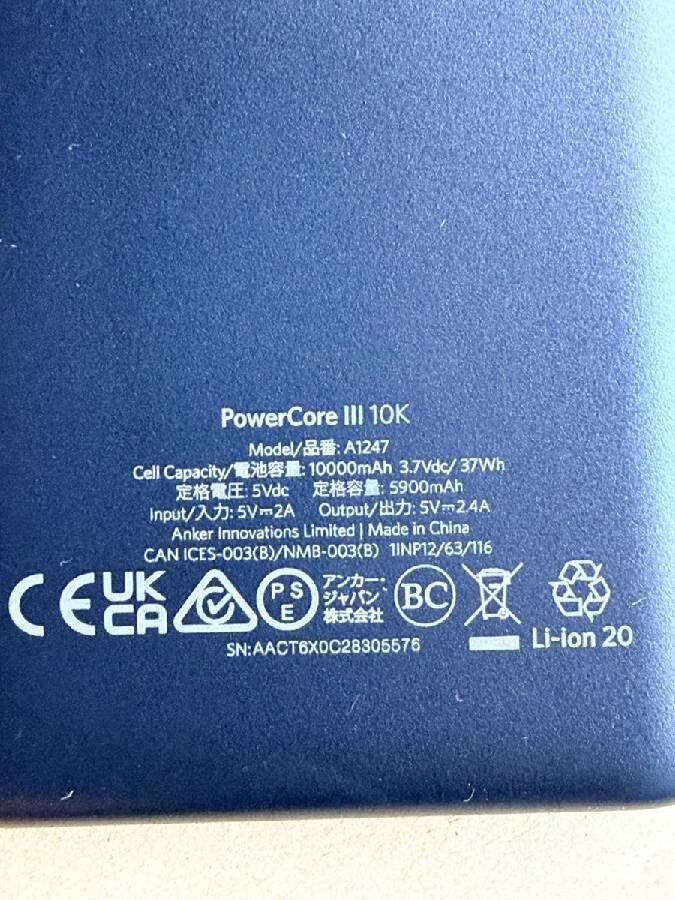 PowerCore III 10K
Model/品番: A1247
Cell Capacity/電池容量: 10000mAh 3.7Vdc/ 37Wh
定格電圧: 5Vdc 定格容量: 5900mAh
Input/入力: 5V⎓2A Output/出力: 5V⎓2.4A
Anker Innovations Limited | Made in China
CAN ICES-003(B)/NMB-003(B) 1INP12/63/116
CE UK CA PS E アンカー・ジャパン株式会社 BC
Li-ion 20
SN:AACT6X0C28305576